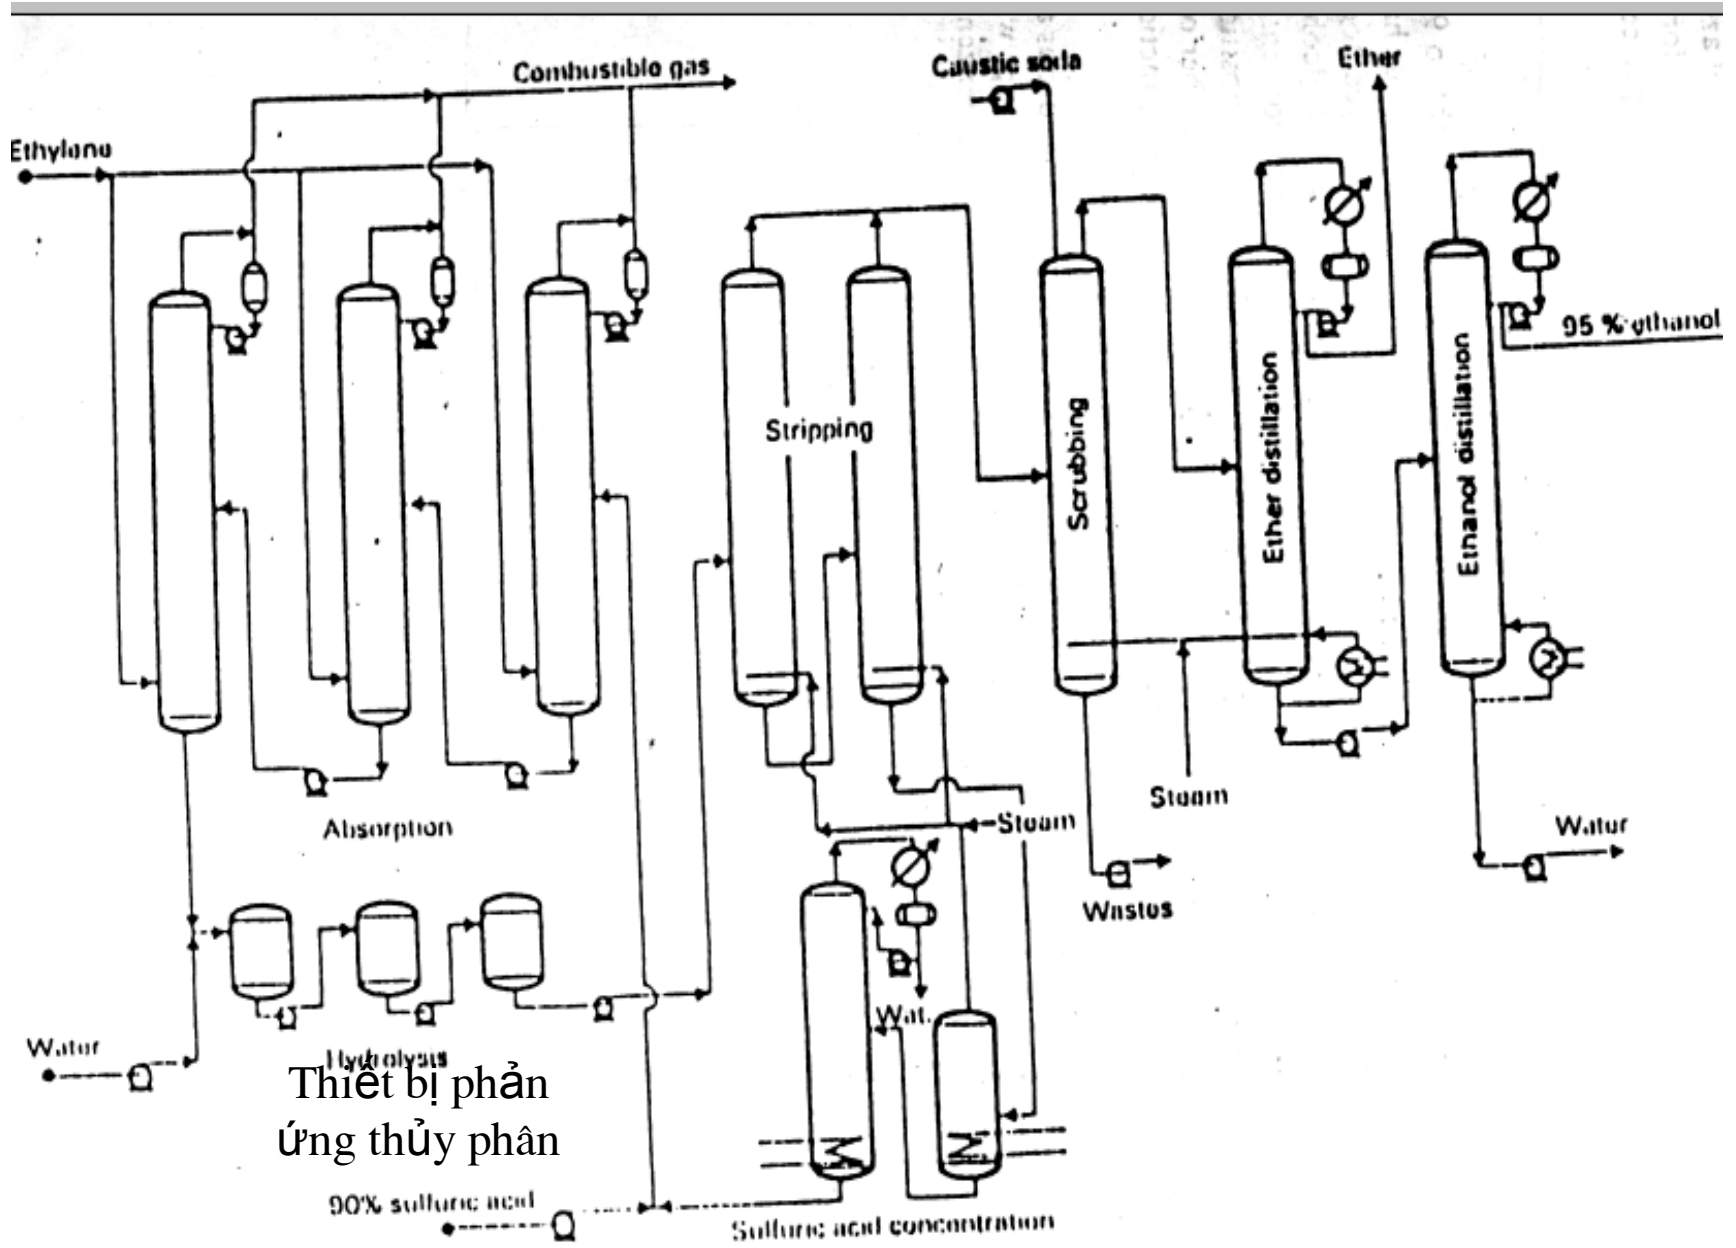 Combustible gas
Caustic soda
Ether
Ethylene
95 % ethanol
Stripping
Scrubbing
Ether distillation
Ethanol distillation
Absorption
Steam
Steam
Water
Wastes
Wat.
Water
Hydrolysis
Thiết bị phản
ứng thủy phân
90% sulfuric acid
Sulfuric acid concentration